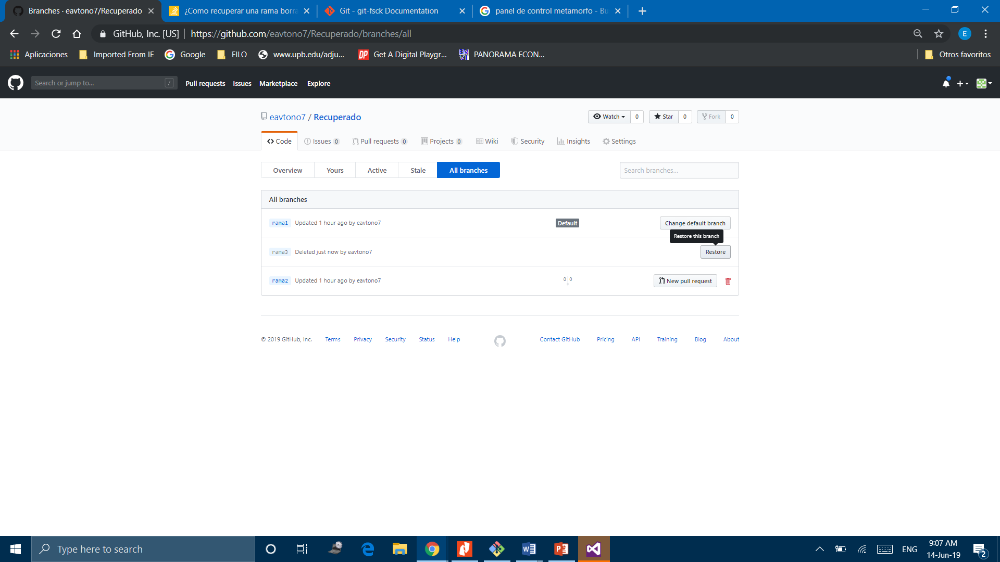 Branches · eavtono7/Recuperado
¿Como recuperar una rama borra
Git - git-fsck Documentation
panel de control metamorfo - Bu
GitHub, Inc. [US] | https://github.com/eavtono7/Recuperado/branches/all
E
Aplicaciones
Imported From IE
Google
FILO
www.upb.edu/adju...
Get A Digital Playgr...
PANORAMA ECON...
Otros favoritos
Search or jump to... /
Pull requests
Issues
Marketplace
Explore
eavtono7 / Recuperado
Watch 0
Star 0
Fork 0
Code
Issues 0
Pull requests 0
Projects 0
Wiki
Security
Insights
Settings
Overview
Yours
Active
Stale
All branches
Search branches...
All branches
rama1 Updated 1 hour ago by eavtono7 Default Change default branch
Restore this branch
rama3 Deleted just now by eavtono7 Restore
rama2 Updated 1 hour ago by eavtono7 0 | 0 New pull request
© 2019 GitHub, Inc.
Terms
Privacy
Security
Status
Help
Contact GitHub
Pricing
API
Training
Blog
About
Type here to search
ENG
9:07 AM
14-Jun-19
2